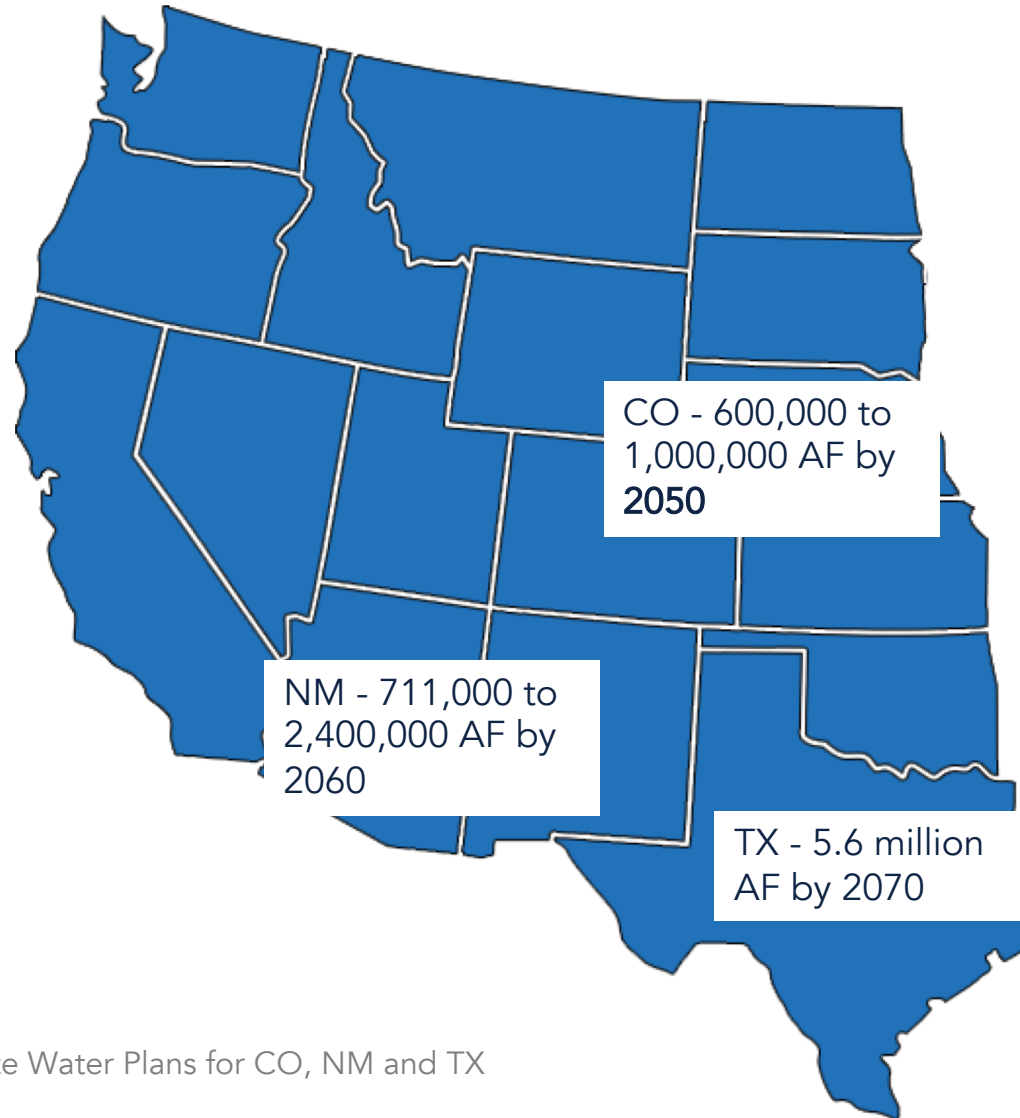 CO - 600,000 to
1,000,000 AF by
2050
NM - 711,000 to
2,400,000 AF by
2060
TX - 5.6 million
AF by 2070
Water Plans for CO, NM and TX